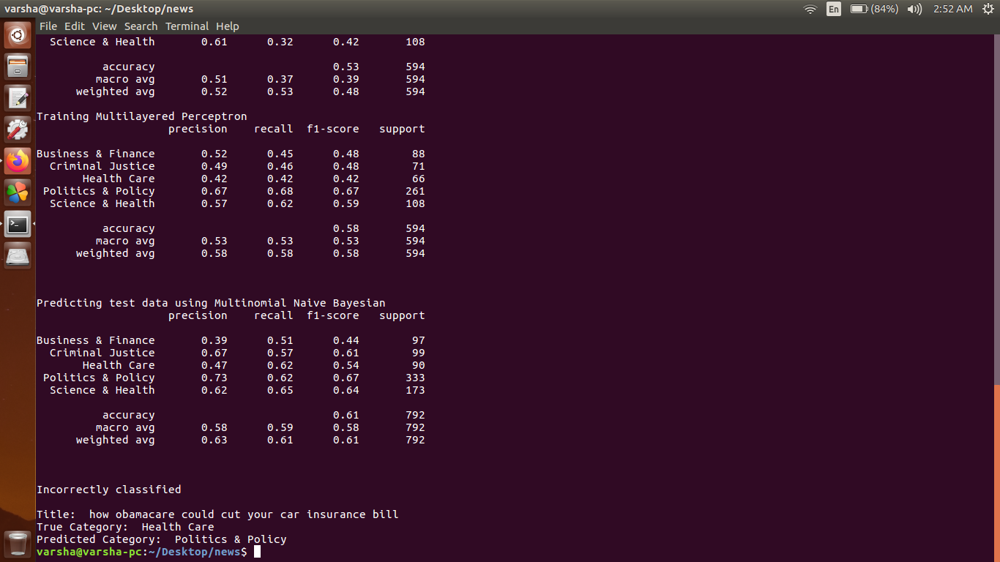 varsha@varsha-pc: ~/Desktop/news En (84%) 2:52 AM
File Edit View Search Terminal Help
Science & Health 0.61 0.32 0.42 108
accuracy 0.53 594
macro avg 0.51 0.37 0.39 594
weighted avg 0.52 0.53 0.48 594
Training Multilayered Perceptron
precision recall f1-score support
Business & Finance 0.52 0.45 0.48 88
Criminal Justice 0.49 0.46 0.48 71
Health Care 0.42 0.42 0.42 66
Politics & Policy 0.67 0.68 0.67 261
Science & Health 0.57 0.62 0.59 108
accuracy 0.58 594
macro avg 0.53 0.53 0.53 594
weighted avg 0.58 0.58 0.58 594
Predicting test data using Multinomial Naive Bayesian
precision recall f1-score support
Business & Finance 0.39 0.51 0.44 97
Criminal Justice 0.67 0.57 0.61 99
Health Care 0.47 0.62 0.54 90
Politics & Policy 0.73 0.62 0.67 333
Science & Health 0.62 0.65 0.64 173
accuracy 0.61 792
macro avg 0.58 0.59 0.58 792
weighted avg 0.63 0.61 0.61 792
Incorrectly classified
Title: how obamacare could cut your car insurance bill
True Category: Health Care
Predicted Category: Politics & Policy
varsha@varsha-pc:~/Desktop/news$